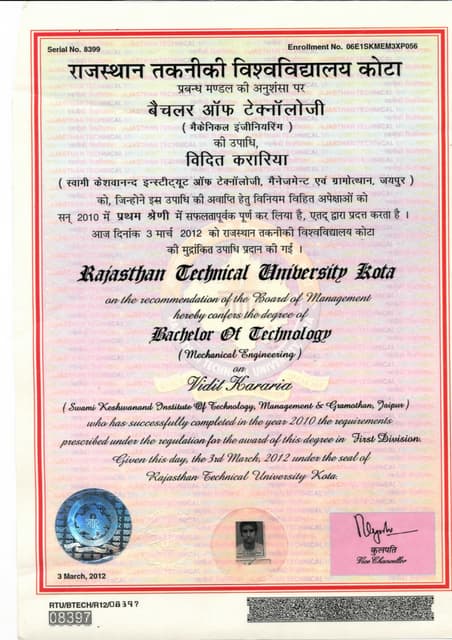 Serial No. 8399
Enrollment No. 06E1SKMEM3XP056
राजस्थान तकनीकी विश्वविद्यालय कोटा
प्रबन्ध मण्डल की अनुशंसा पर
बैचलर ऑफ टेक्नॉलोजी
( मैकेनिकल इंजीनियरिंग )
की उपाधि,
विदित करारिया
( स्वामी केशवानन्द इन्स्टीट्यूट ऑफ टेक्नॉलोजी, मैनेजमेन्ट एवं ग्रामोत्थान, जयपुर )
को, जिन्होने इस उपाधि की अवाप्ति हेतु विनियम विहित अपेक्षाओं को
सन् 2010 में प्रथम श्रेणी में सफलतापूर्वक पूर्ण कर लिया है, एतद् द्वारा प्रदत्त करता है ।
आज दिनांक 3 मार्च 2012 को राजस्थान तकनीकी विश्वविद्यालय कोटा
की मुद्रांकित उपाधि प्रदान की गई ।
Rajasthan Technical University Kota
on the recommendation of the Board of Management
hereby confers the degree of
Bachelor Of Technology
( Mechanical Engineering )
on
Vidit Kararia
( Swami Keshwanand Institute Of Technology, Management & Gramothan, Jaipur )
who has successfully completed in the year 2010 the requirements
prescribed under the regulation for the award of this degree in First Division.
Given this day, the 3rd March, 2012 under the seal of
Rajasthan Technical University Kota.
कुलपति
Vice Chancellor
3 March, 2012
RTU/BTECH/R12/08397
08397